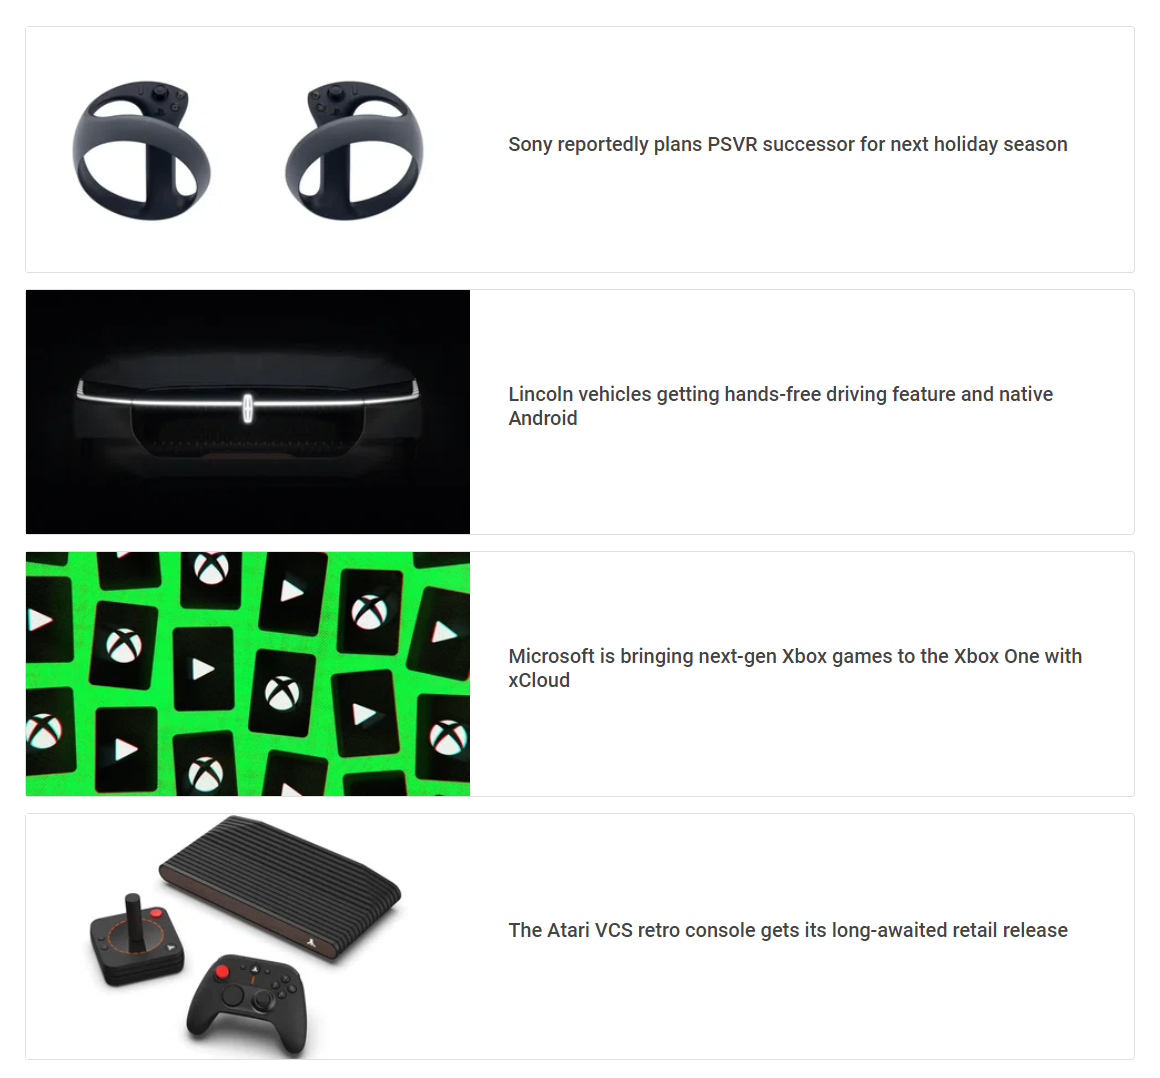 Sony reportedly plans PSVR successor for next holiday season
Lincoln vehicles getting hands-free driving feature and native
Android
Microsoft is bringing next-gen Xbox games to the Xbox One with
xCloud
The Atari VCS retro console gets its long-awaited retail release